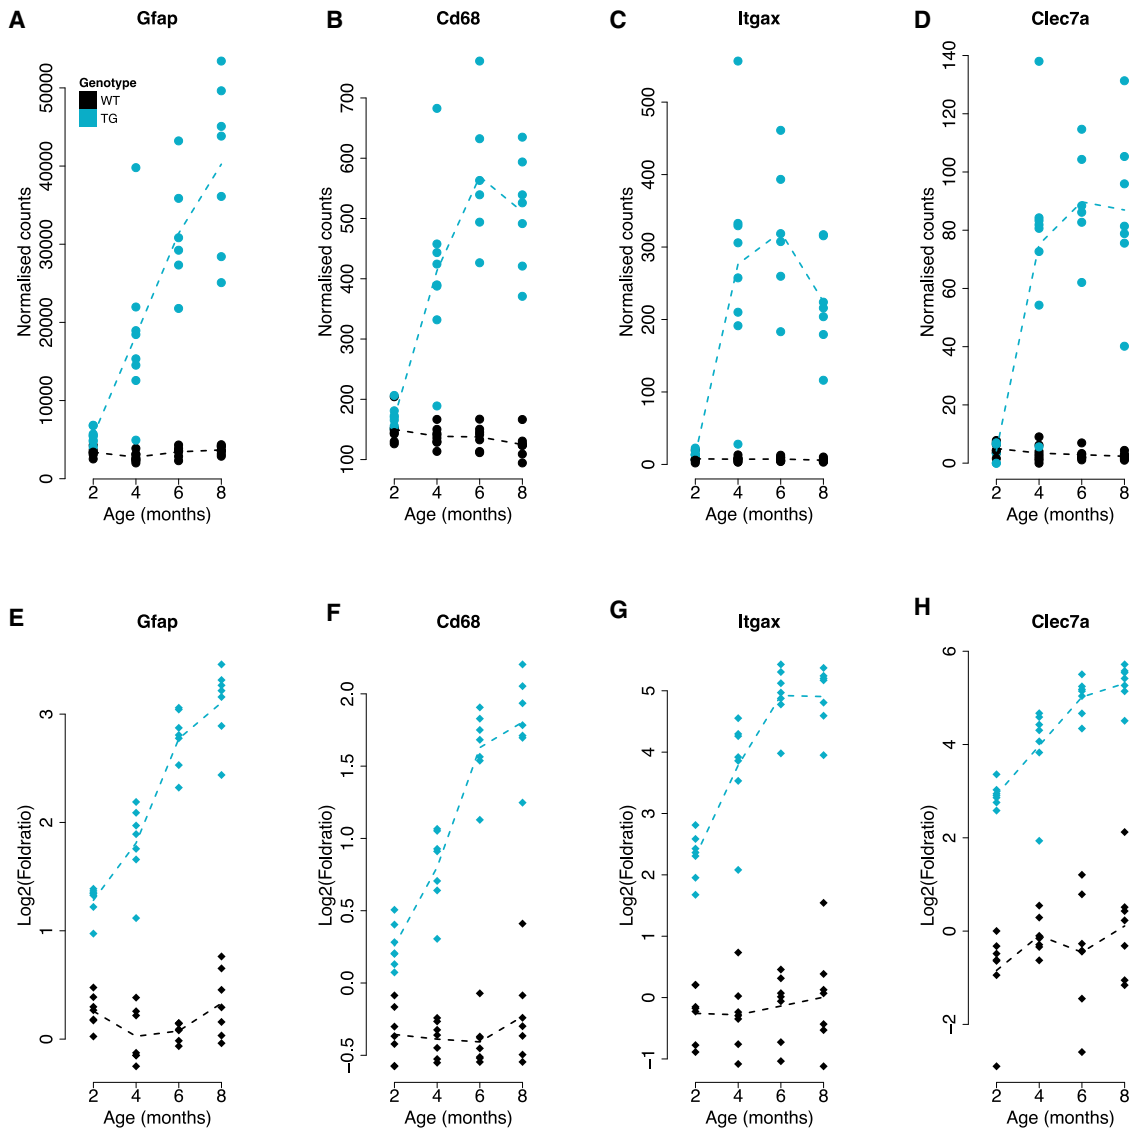 A Gfap
Genotype
WT
TG
Normalised counts
0 10000 20000 30000 40000 50000
2 4 6 8
Age (months)
B Cd68
Normalised counts
100 200 300 400 500 600 700
2 4 6 8
Age (months)
C Itgax
Normalised counts
0 100 200 300 400 500
2 4 6 8
Age (months)
D Clec7a
Normalised counts
0 20 40 60 80 100 120 140
2 4 6 8
Age (months)
E Gfap
Log2(Foldratio)
0 1 2 3
2 4 6 8
Age (months)
F Cd68
Log2(Foldratio)
−0.5 0.0 0.5 1.0 1.5 2.0
2 4 6 8
Age (months)
G Itgax
Log2(Foldratio)
−1 0 1 2 3 4 5
2 4 6 8
Age (months)
H Clec7a
Log2(Foldratio)
−2 0 2 4 6
2 4 6 8
Age (months)